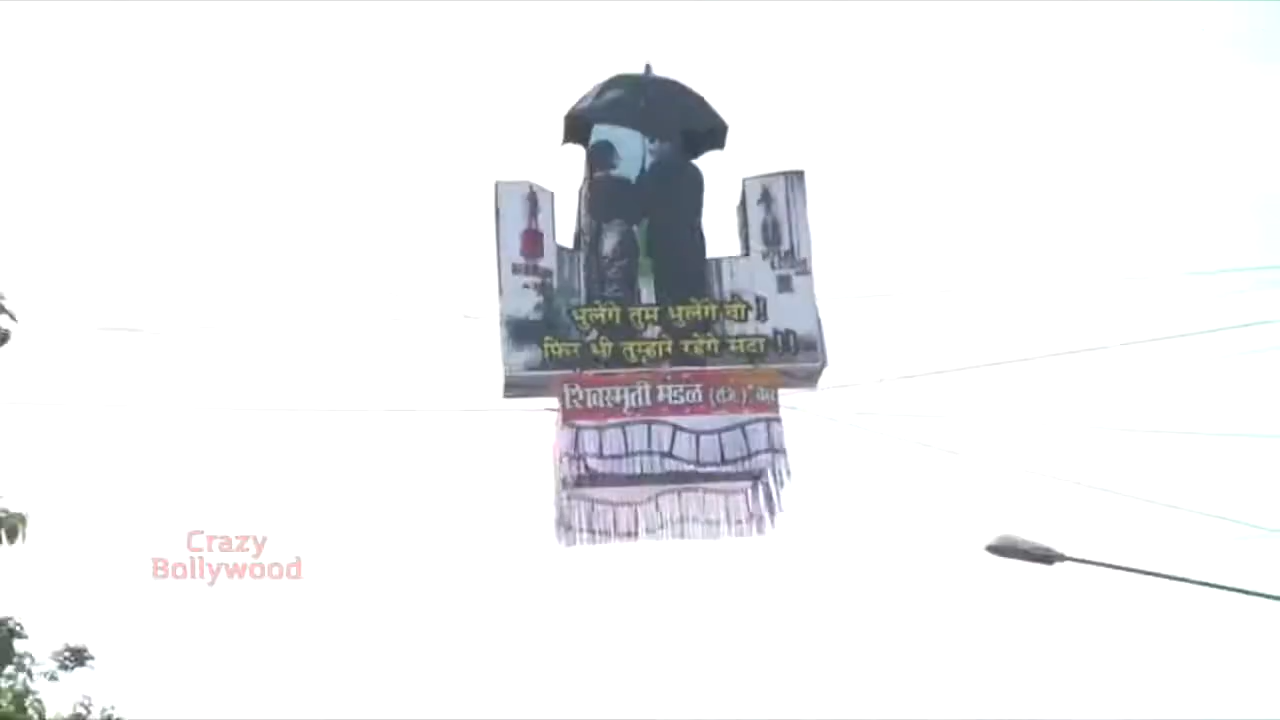 भुलेंगे तुम भुलेंगे वो !!
फिर भी तुम्हारे रहेंगे सदा !!
शिवस्मृती मंडळ
Crazy
Bollywood